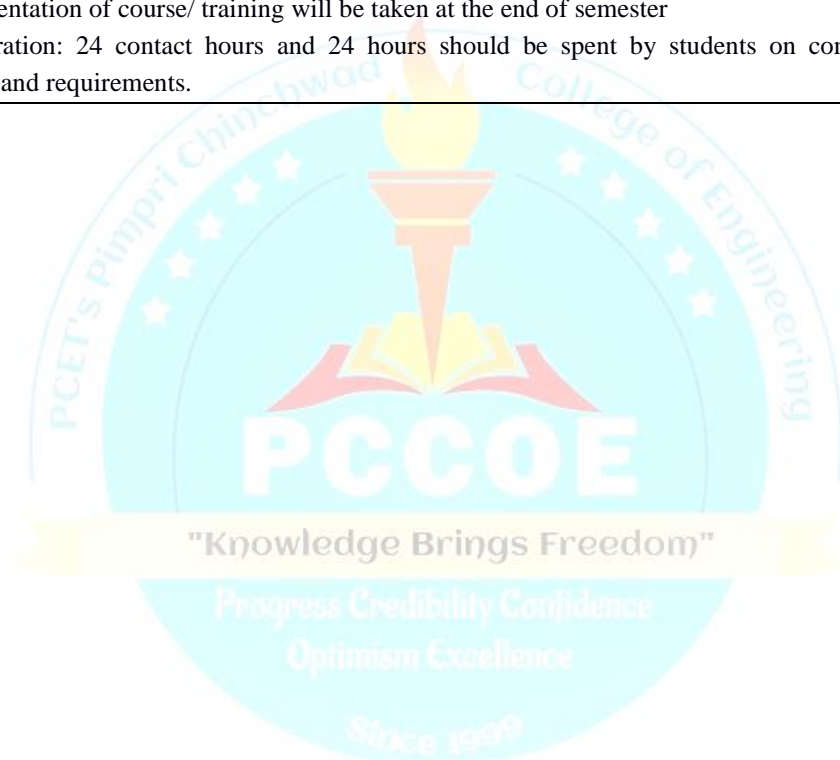 entation of course/ training will be taken at the end of semester
ration: 24 contact hours and 24 hours should be spent by students on con
and requirements.
PCET's Pimpri Chinchwad College of Engineering
PCCOE
"Knowledge Brings Freedom"
Progress Credibility Confidence
Optimism Excellence
Since 1999